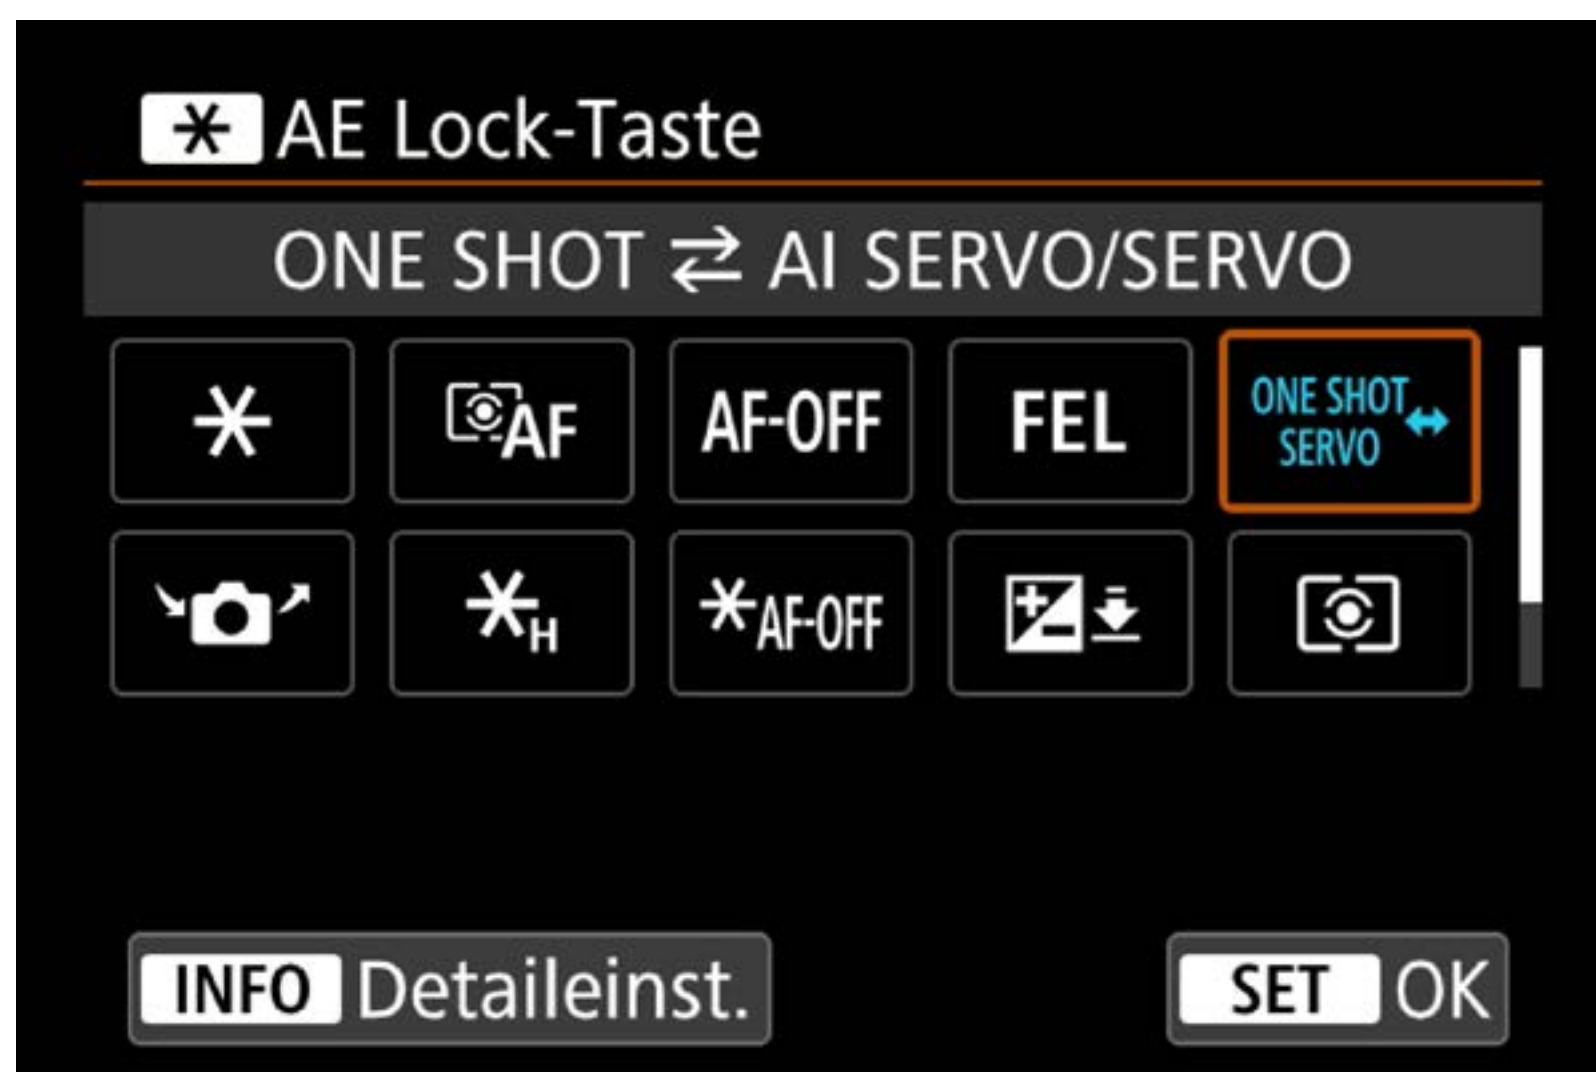 * AE Lock-Taste
ONE SHOT ⇄ AI SERVO/SERVO
* AF AF-OFF FEL ONE SHOT
SERVO
*H *AF-OFF
INFO Detaileinst. SET OK